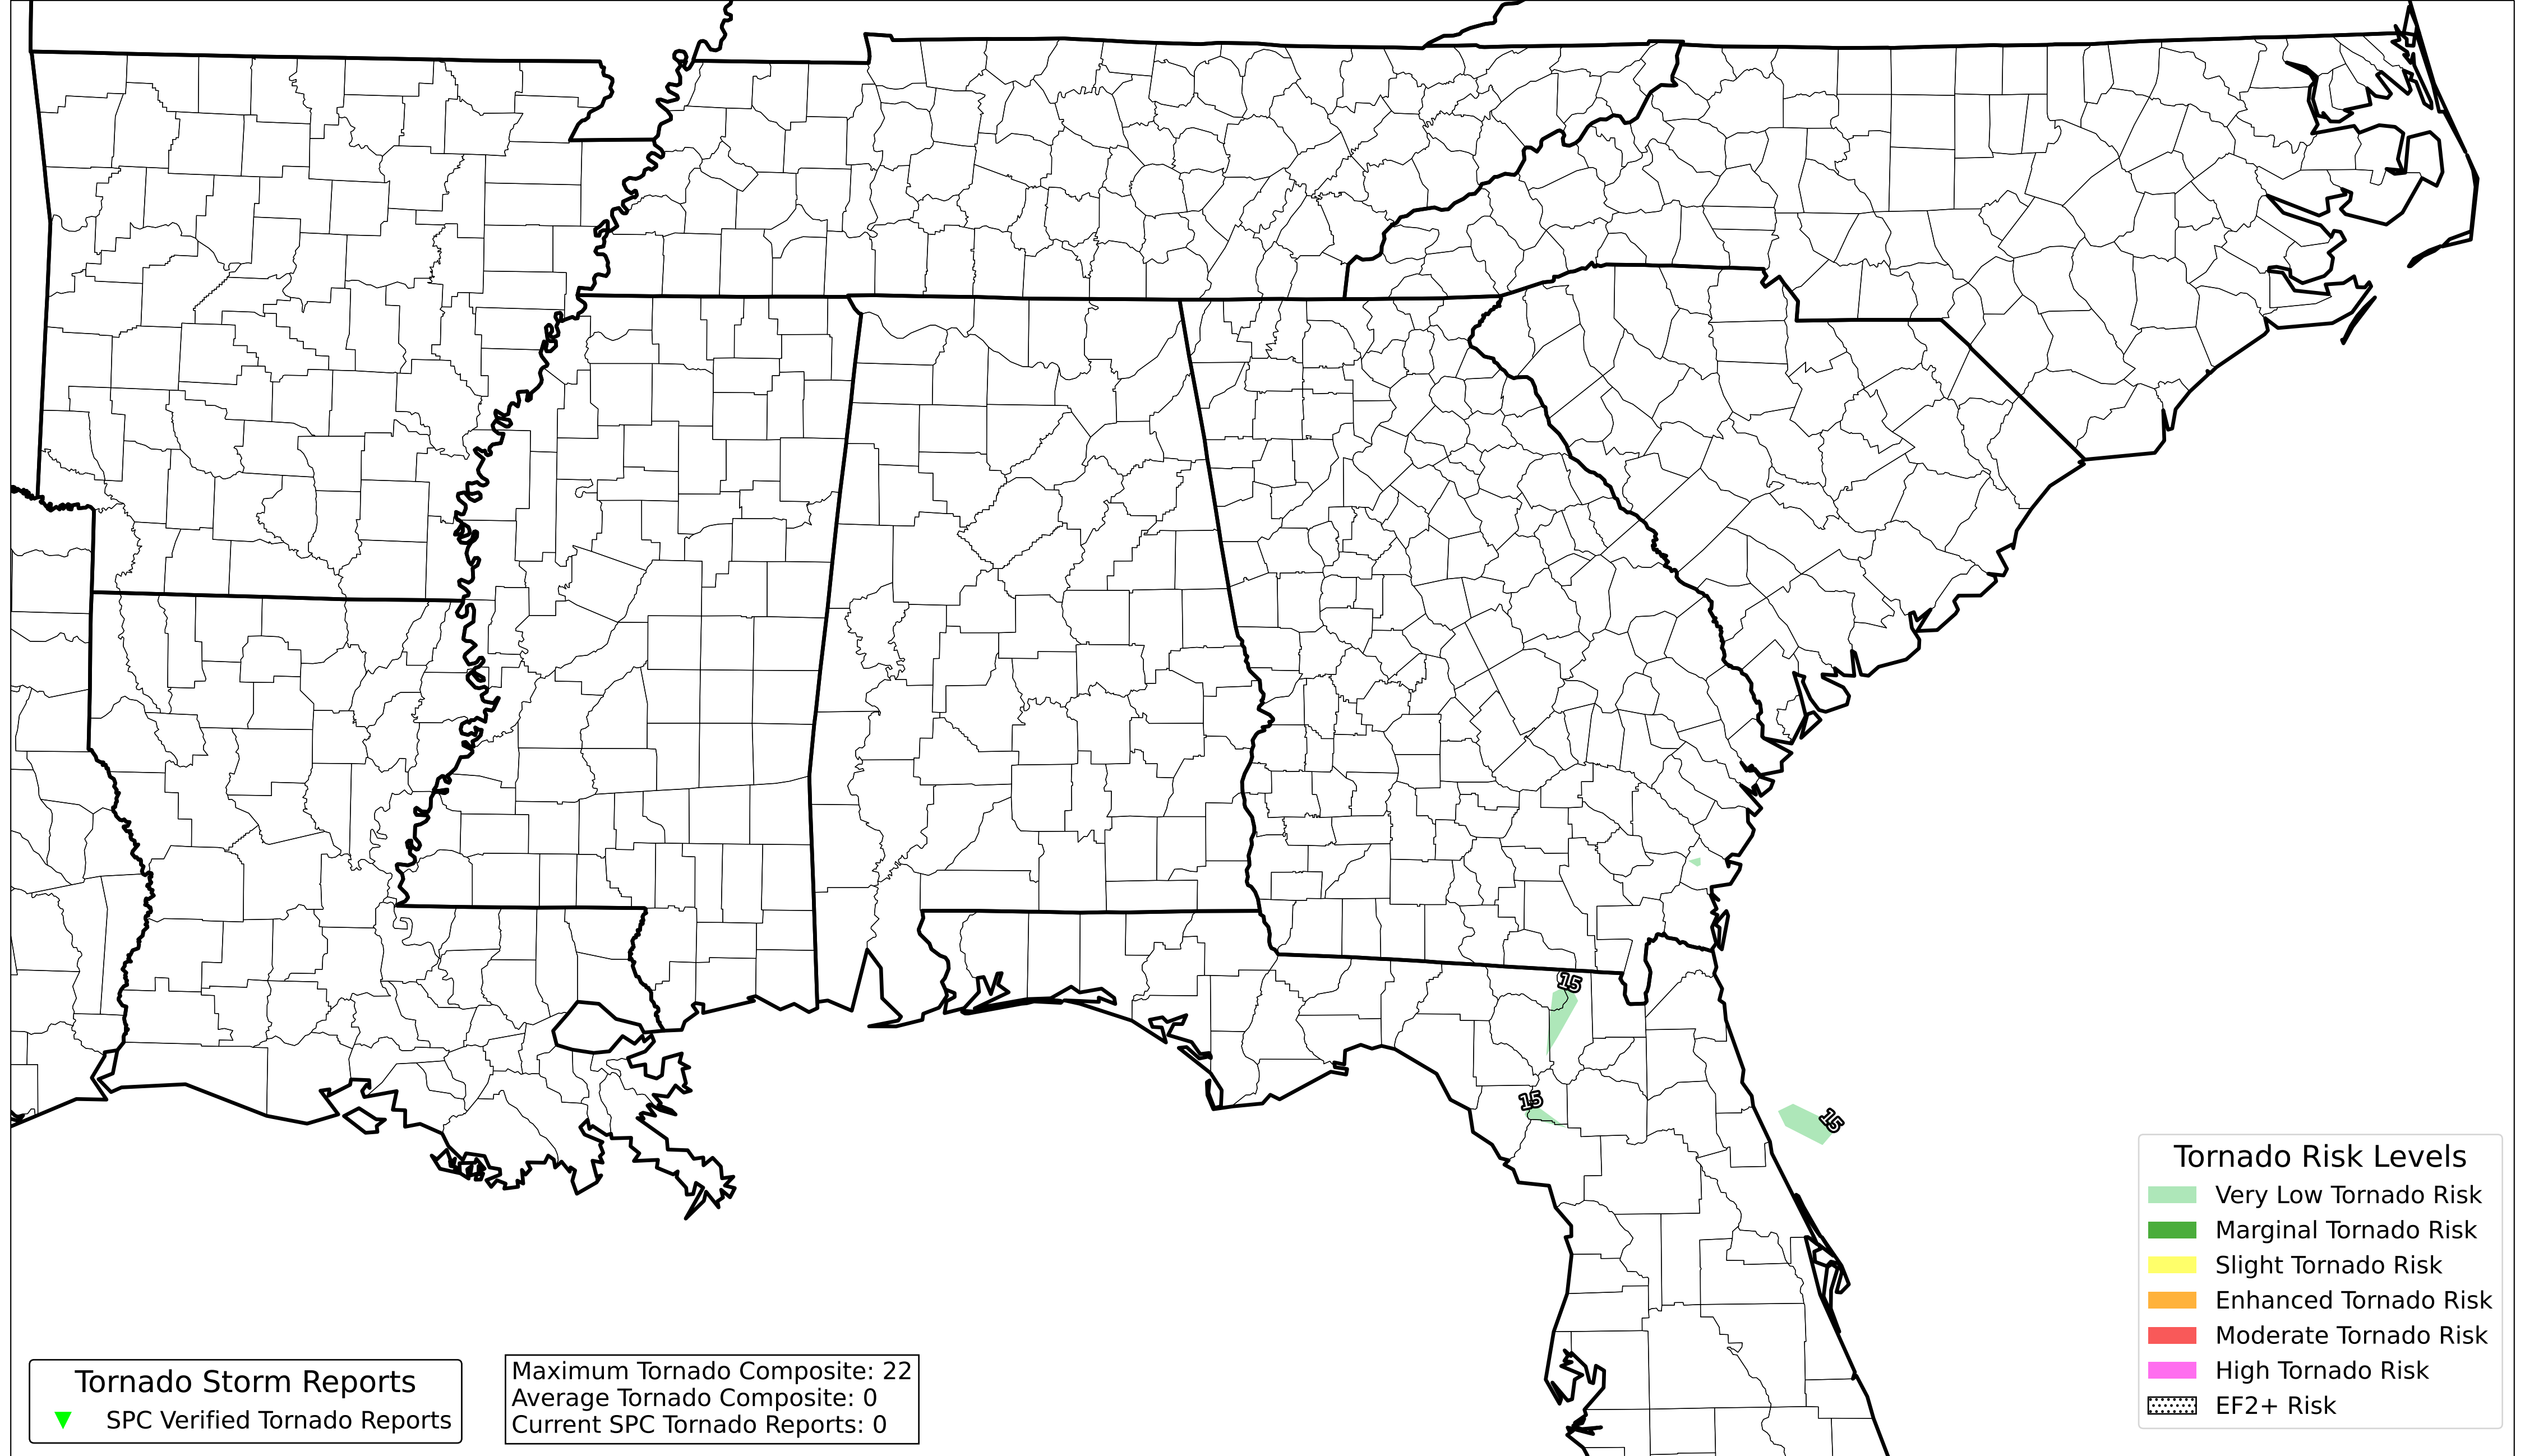 15
15
15
Tornado Risk Levels
Very Low Tornado Risk
Marginal Tornado Risk
Slight Tornado Risk
Enhanced Tornado Risk
Moderate Tornado Risk
High Tornado Risk
EF2+ Risk
Tornado Storm Reports
SPC Verified Tornado Reports
Maximum Tornado Composite: 22
Average Tornado Composite: 0
Current SPC Tornado Reports: 0